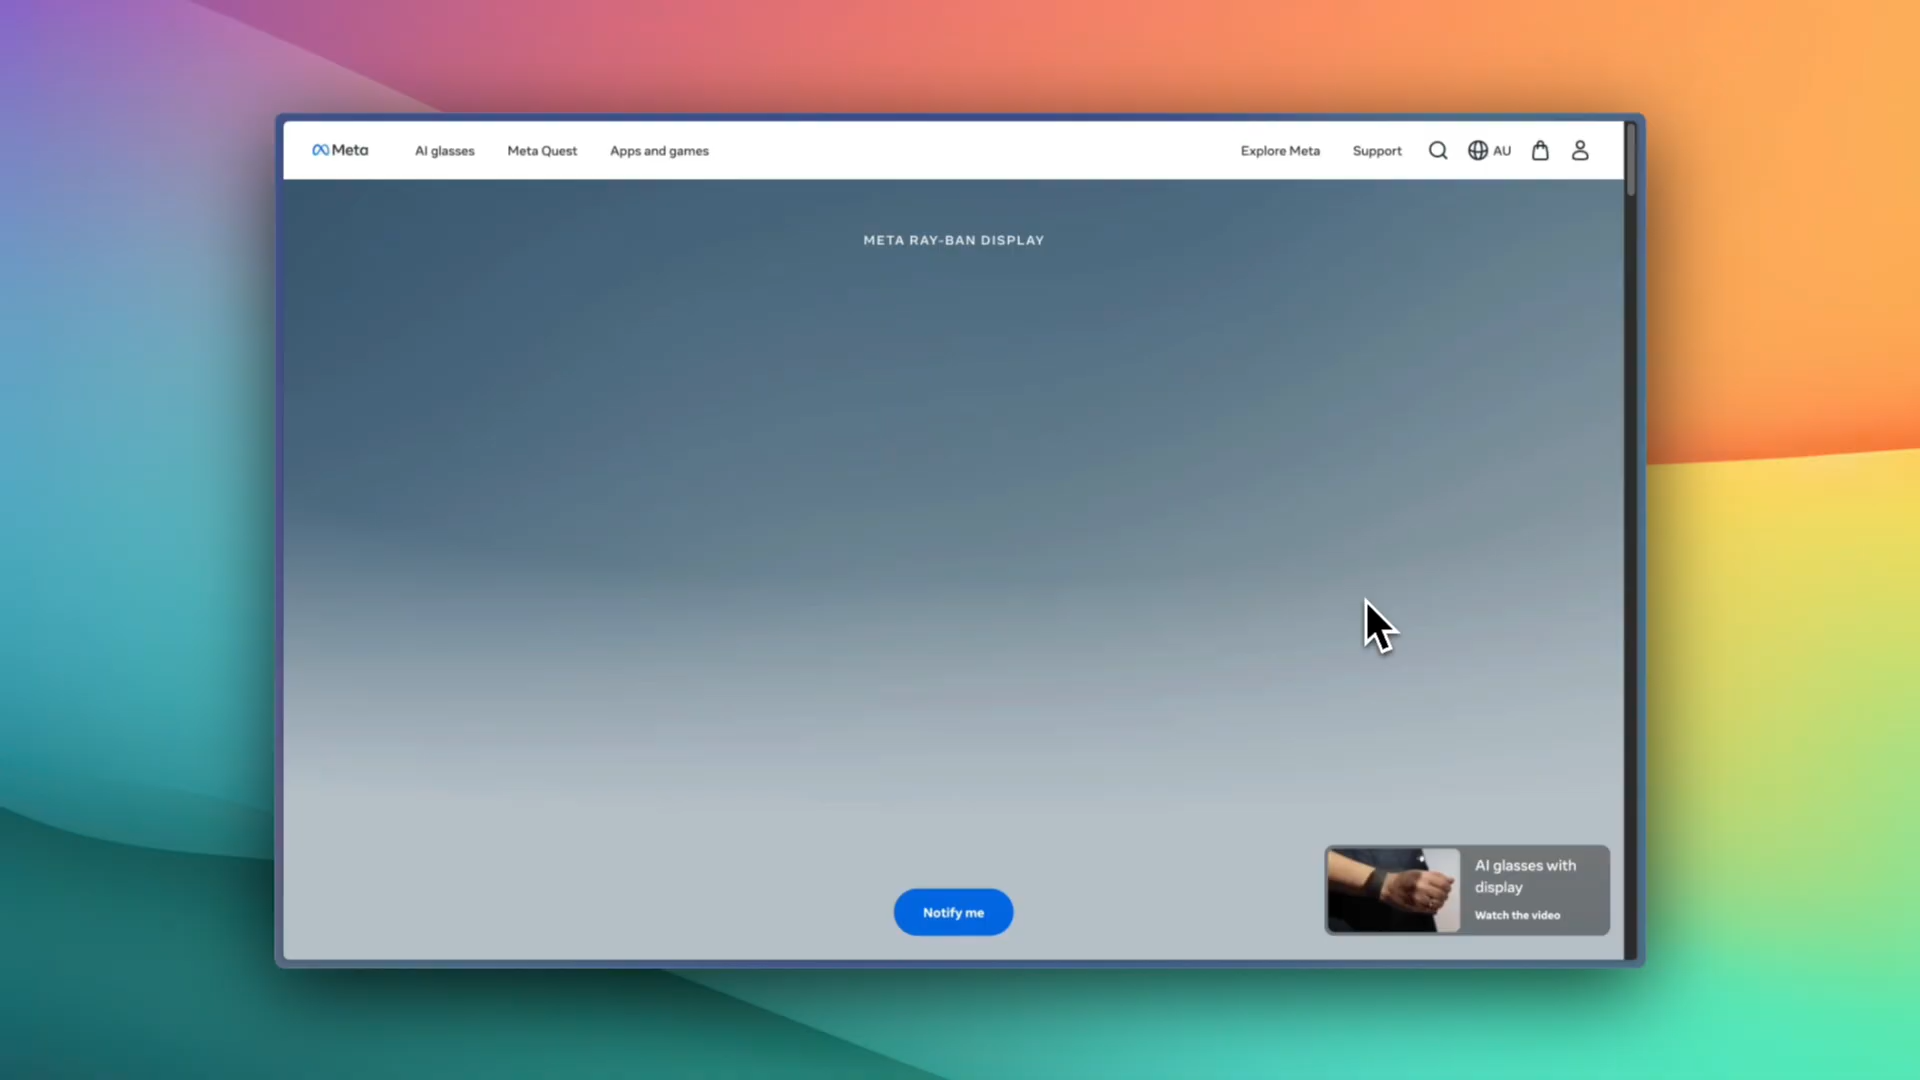 Meta
AI glasses
Meta Quest
Apps and games
Explore Meta
Support
AU
META RAY-BAN DISPLAY
AI glasses with
display
Watch the video
Notify me